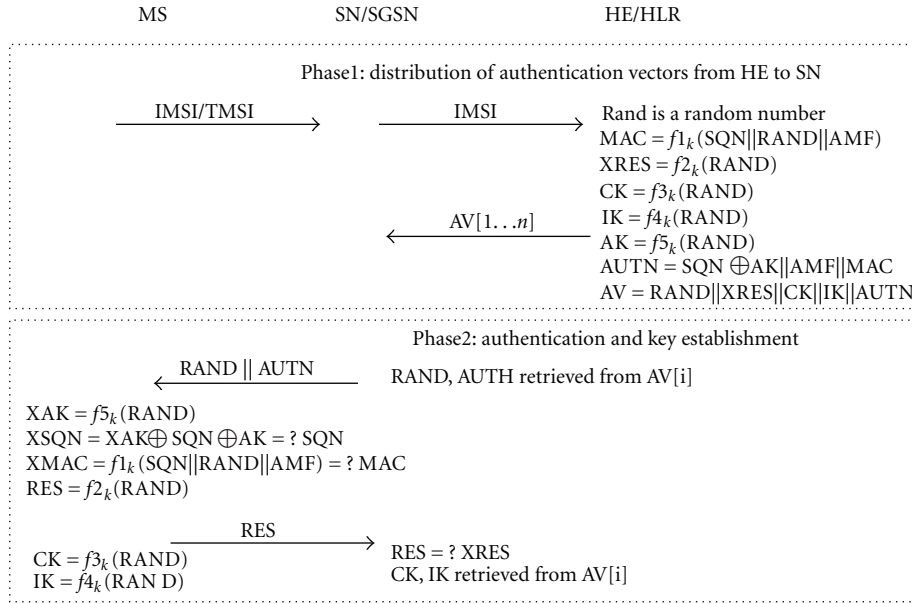 MS SN/SGSN HE/HLR
Phase1: distribution of authentication vectors from HE to SN
IMSI/TMSI
IMSI
Rand is a random number
MAC = f1k(SQN||RAND||AMF)
XRES = f2k(RAND)
CK = f3k(RAND)
IK = f4k(RAND)
AV[1...n]
AK = f5k(RAND)
AUTN = SQN ⊕AK||AMF||MAC
AV = RAND||XRES||CK||IK||AUTN
Phase2: authentication and key establishment
RAND || AUTN
RAND, AUTH retrieved from AV[i]
XAK = f5k(RAND)
XSQN = XAK⊕ SQN ⊕AK = ? SQN
XMAC = f1k(SQN||RAND||AMF) = ? MAC
RES = f2k(RAND)
RES
RES = ? XRES
CK, IK retrieved from AV[i]
CK = f3k(RAND)
IK = f4k(RAN D)